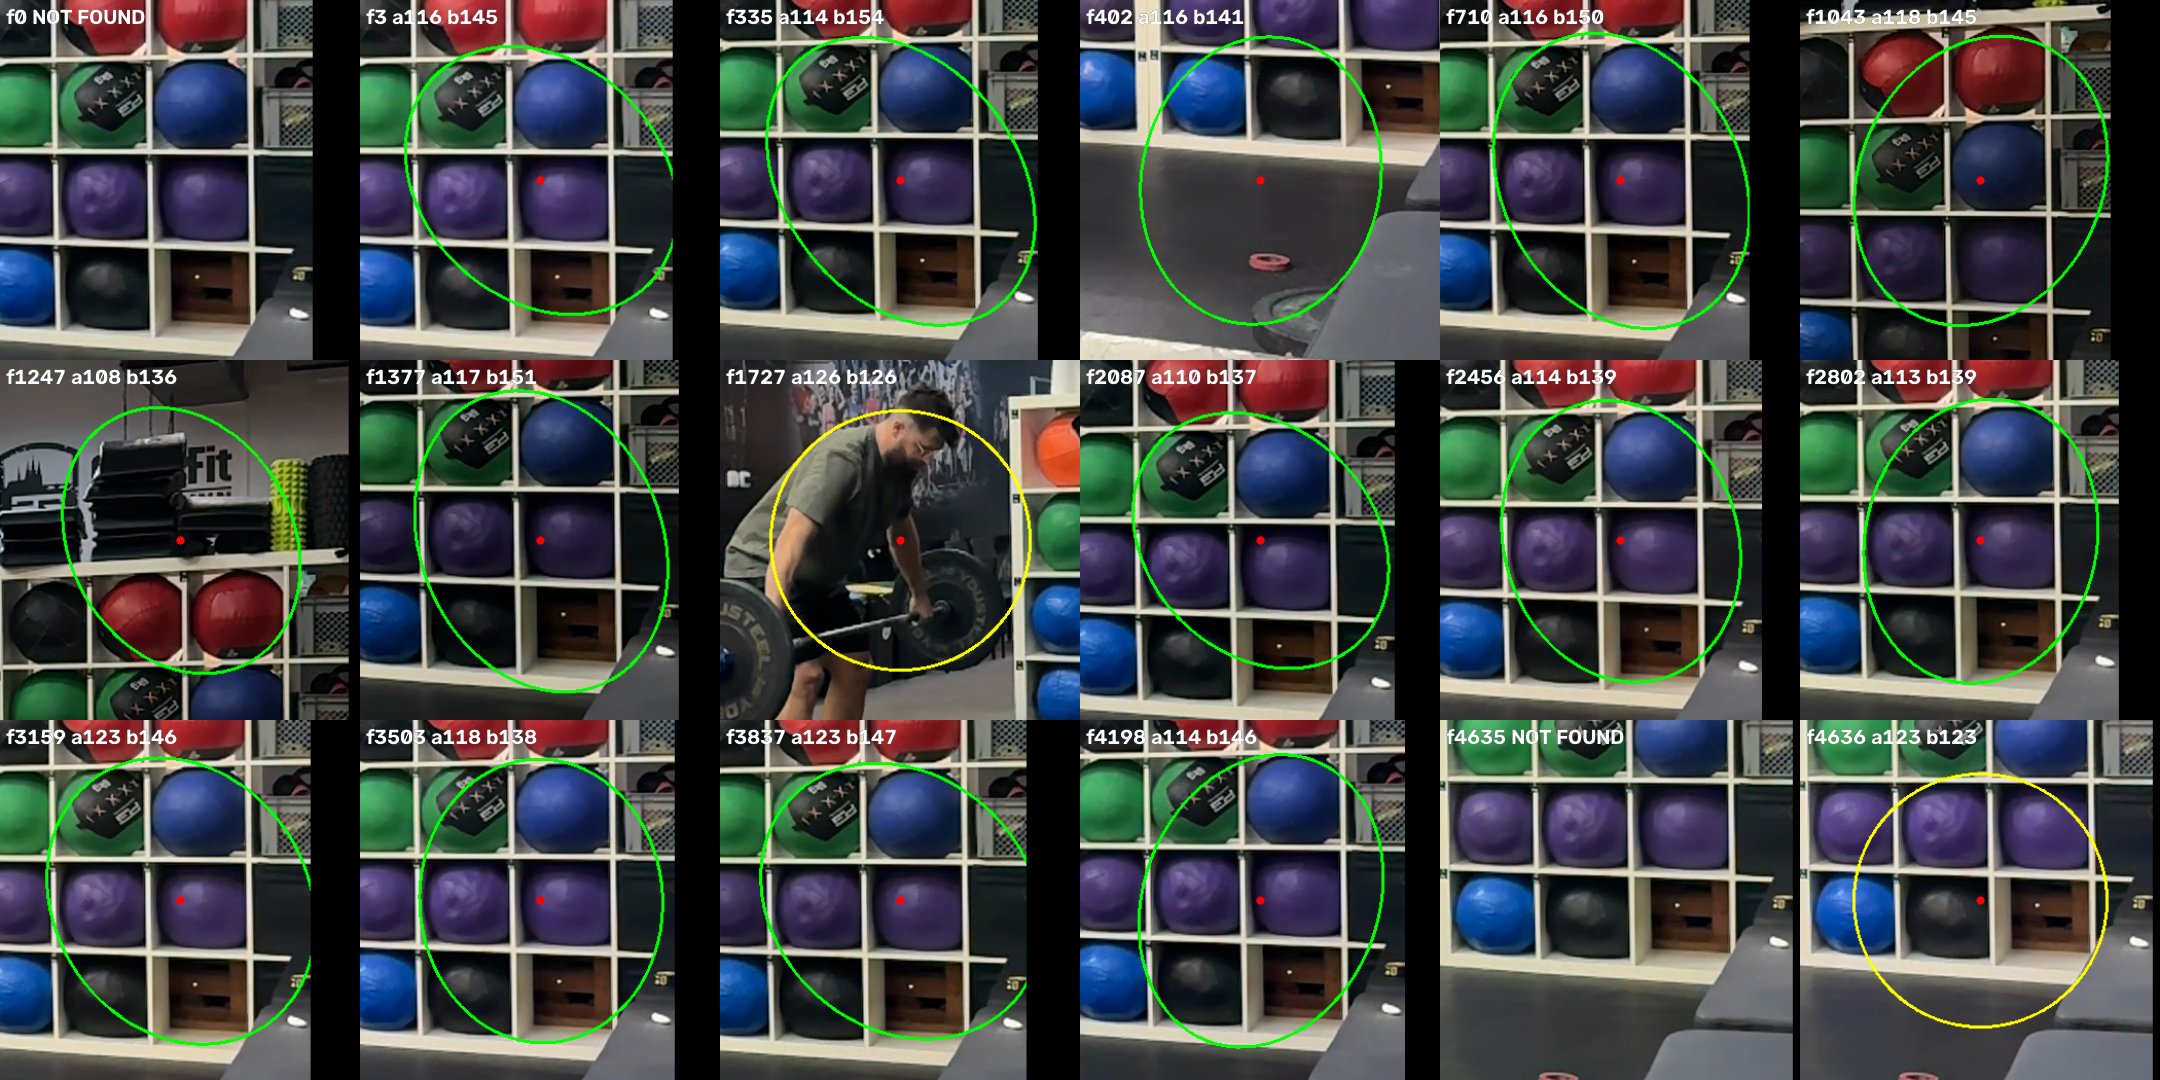 f0 NOT FOUND
f3 a116 b145
f335 a114 b154
f402 a116 b141
f710 a116 b150
f1043 a118 b145
f1247 a108 b136
Fit
f1377 a117 b151
f1727 a126 b126
f2087 a110 b137
f2456 a114 b139
f2802 a113 b139
f3159 a123 b146
f3503 a118 b138
f3837 a123 b147
f4198 a114 b146
f4635 NOT FOUND
f4636 a123 b123